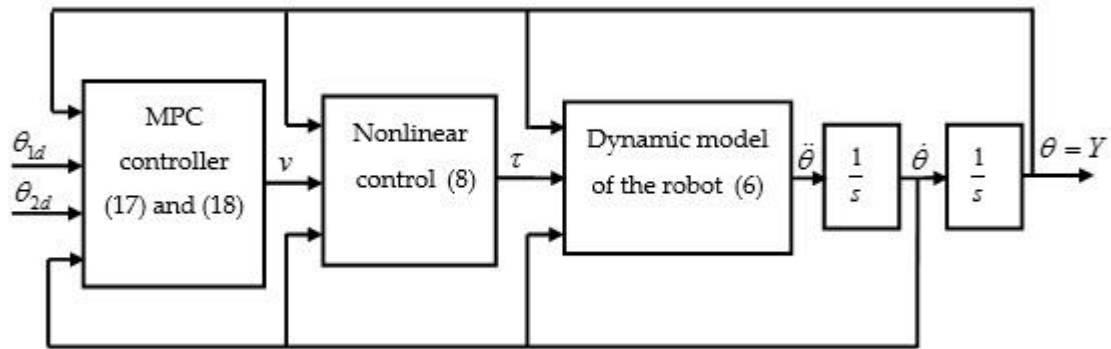 θ1d
θ2d
MPC
controller
(17) and (18)
v
Nonlinear
control (8)
τ
Dynamic model
of the robot (6)
θ̈
1
s
θ̇
1
s
θ = Y